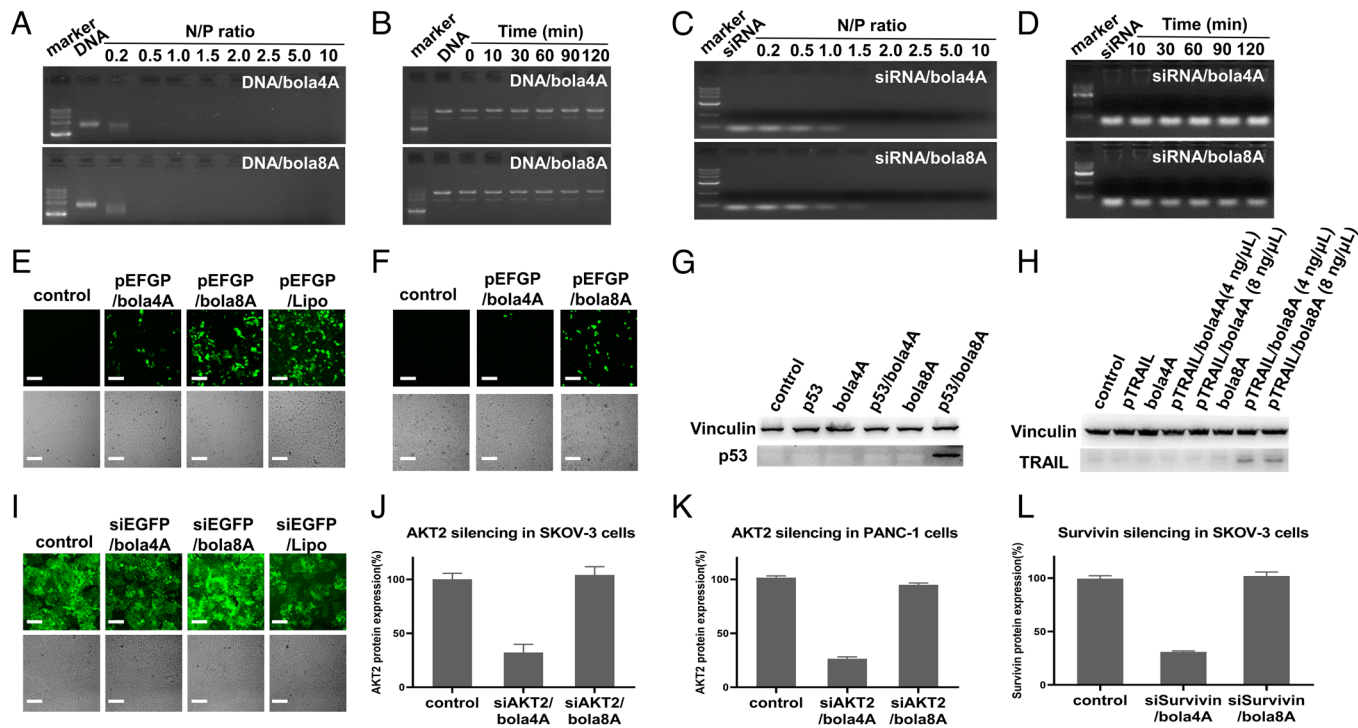 A
marker
DNA
N/P ratio
0.2 0.5 1.0 1.5 2.0 2.5 5.0 10
DNA/bola4A
DNA/bola8A
B
marker
DNA
Time (min)
0 10 30 60 90 120
DNA/bola4A
DNA/bola8A
C
marker
siRNA
N/P ratio
0.2 0.5 1.0 1.5 2.0 2.5 5.0 10
siRNA/bola4A
siRNA/bola8A
D
marker
siRNA
Time (min)
10 30 60 90 120
siRNA/bola4A
siRNA/bola8A
E
control
pEFGP
/bola4A
pEFGP
/bola8A
pEFGP
/Lipo
F
control
pEFGP
/bola4A
pEFGP
/bola8A
G
control
p53
bola4A
p53/bola4A
bola8A
p53/bola8A
Vinculin
p53
H
control
pTRAIL
bola4A
pTRAIL/bola4A(4 ng/μL)
pTRAIL/bola4A (8 ng/μL)
bola8A
pTRAIL/bola8A (4 ng/μL)
pTRAIL/bola8A (8 ng/μL)
Vinculin
TRAIL
I
control
siEGFP
/bola4A
siEGFP
/bola8A
siEGFP
/Lipo
J
AKT2 silencing in SKOV-3 cells
AKT2 protein expression(%)
100
50
0
control
siAKT2/
bola4A
siAKT2/
bola8A
K
AKT2 silencing in PANC-1 cells
AKT2 protein expression(%)
100
50
0
control
siAKT2
/bola4A
siAKT2
/bola8A
L
Survivin silencing in SKOV-3 cells
Survivin protein expression(%)
100
50
0
control
siSurvivin
/bola4A
siSurvivin
/bola8A